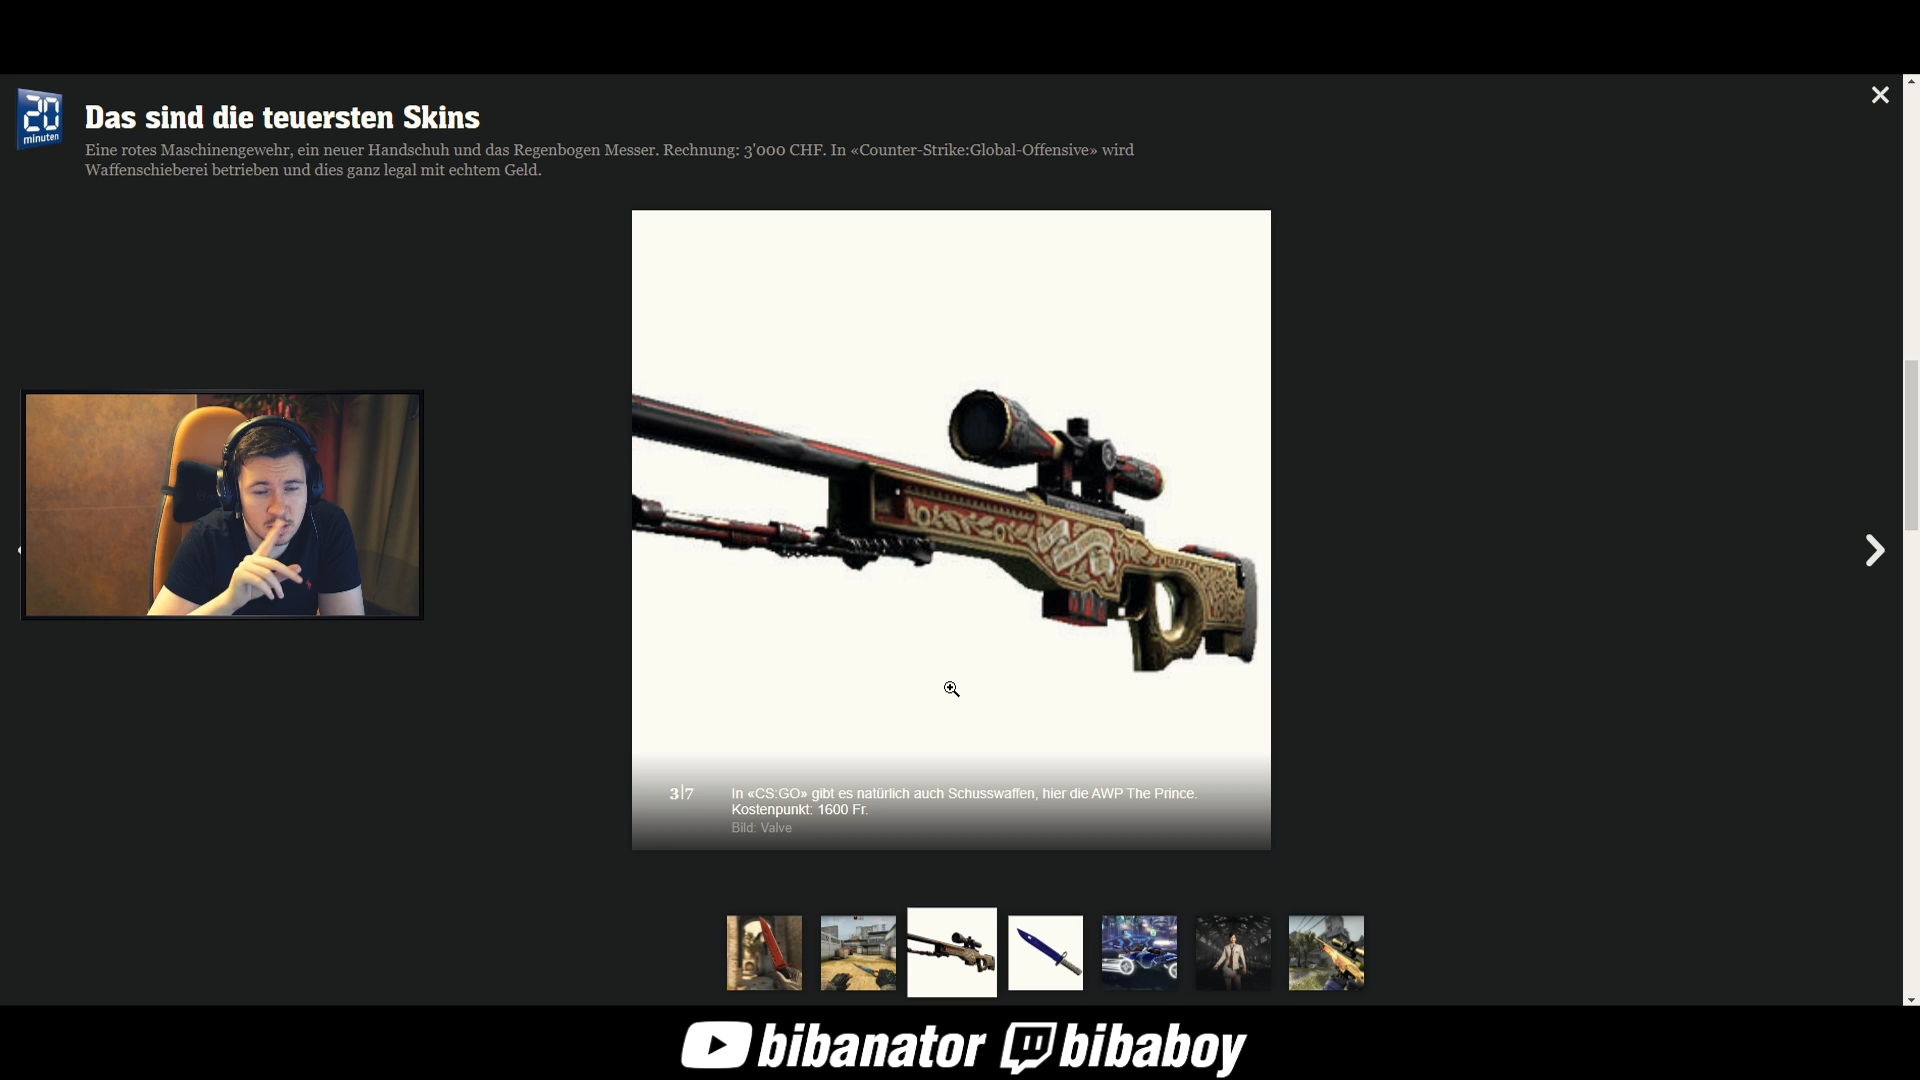 20
minuten
Das sind die teuersten Skins
Eine rotes Maschinengewehr, ein neuer Handschuh und das Regenbogen Messer. Rechnung: 3'000 CHF. In «Counter-Strike:Global-Offensive» wird
Waffenschieberei betrieben und dies ganz legal mit echtem Geld.
3|7
In «CS:GO» gibt es natürlich auch Schusswaffen, hier die AWP The Prince.
Kostenpunkt: 1600 Fr.
Bild: Valve
bibanator bibaboy